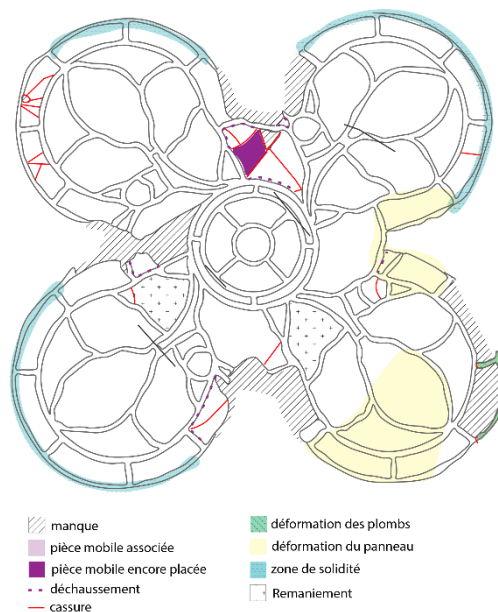 manque
pièce mobile associée
pièce mobile encore placée
déchaussement
cassure
déformation des plombs
déformation du panneau
zone de solidité
Remaniement